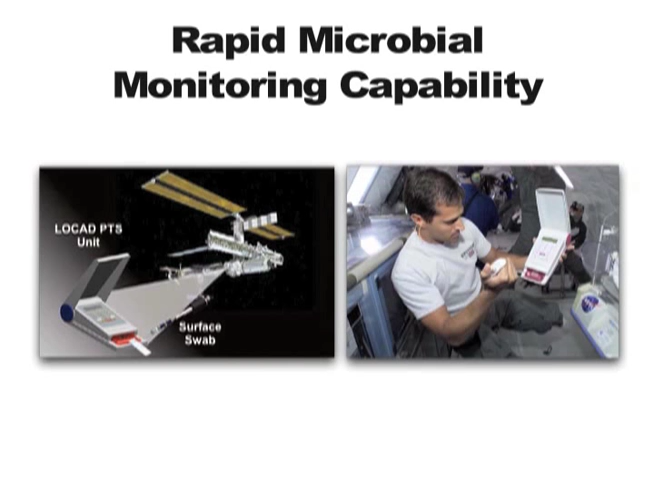 Rapid Microbial
Monitoring Capability
LOCAD PTS
Unit
Surface
Swab